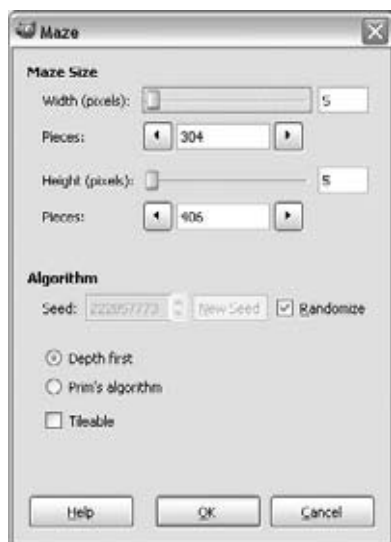 Maze
Maze Size
Width (pixels): 5
Pieces: 304
Height (pixels): 5
Pieces: 406
Algorithm
Seed: 222057773 New Seed Randomize
Depth first
Prim's algorithm
Tileable
Help OK Cancel